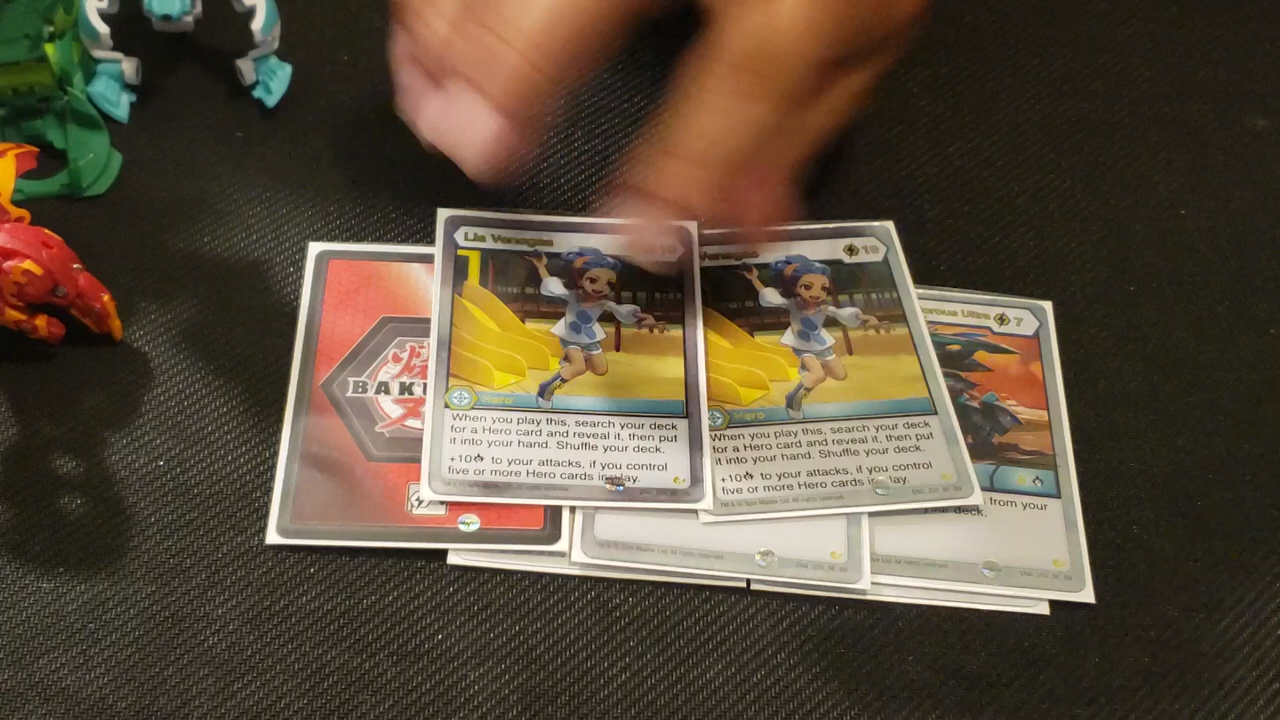 Lia Venegas
Hero
When you play this, search your deck
for a Hero card and reveal it, then put
it into your hand. Shuffle your deck.
+10 to your attacks, if you control
five or more Hero cards in play.
Venegas 10
Hero
When you play this, search your deck
for a Hero card and reveal it, then put
it into your hand. Shuffle your deck.
+10 to your attacks, if you control
five or more Hero cards in play.
BAKU
orous Ultra 7
from your
deck.